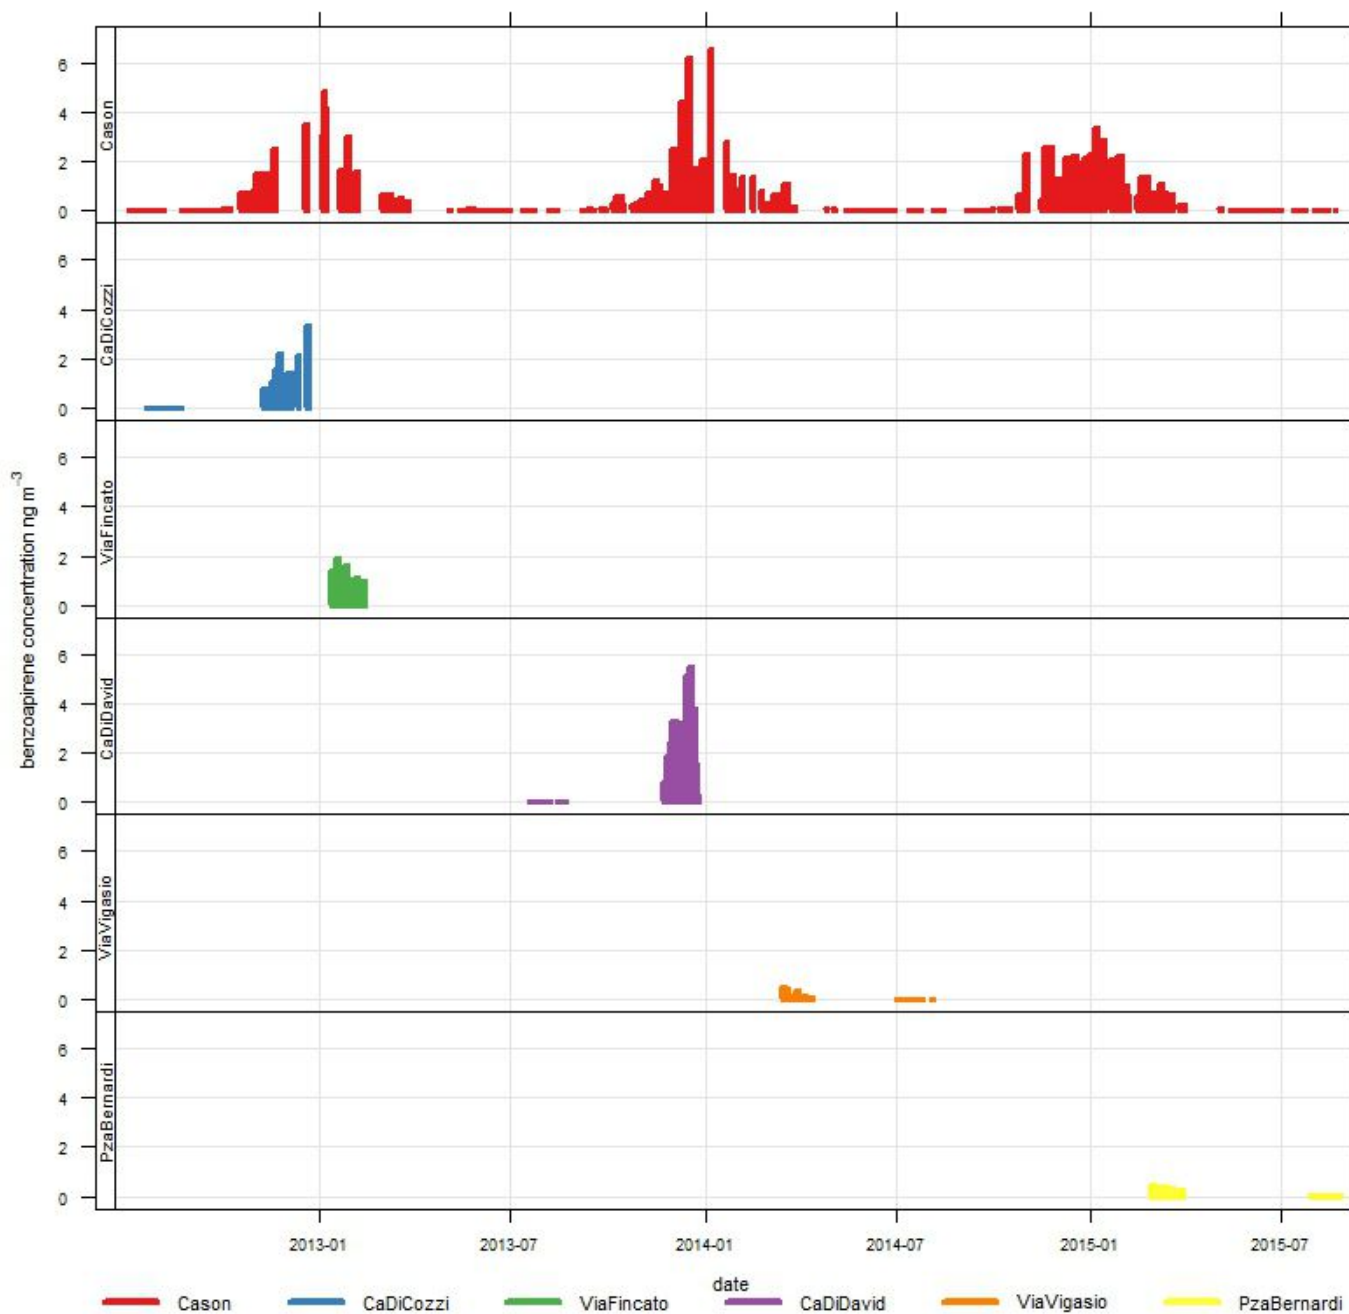 6
4
2
0
Cason
6
4
2
0
CaDiCozzi
6
4
2
0
ViaFincato
6
4
2
0
CaDiDavid
6
4
2
0
ViaVigasio
6
4
2
0
PzaBernardi
benzoapirene concentration ng m⁻³
2013-01 2013-07 2014-01 2014-07 2015-01 2015-07
date
Cason CaDiCozzi ViaFincato CaDiDavid ViaVigasio PzaBernardi